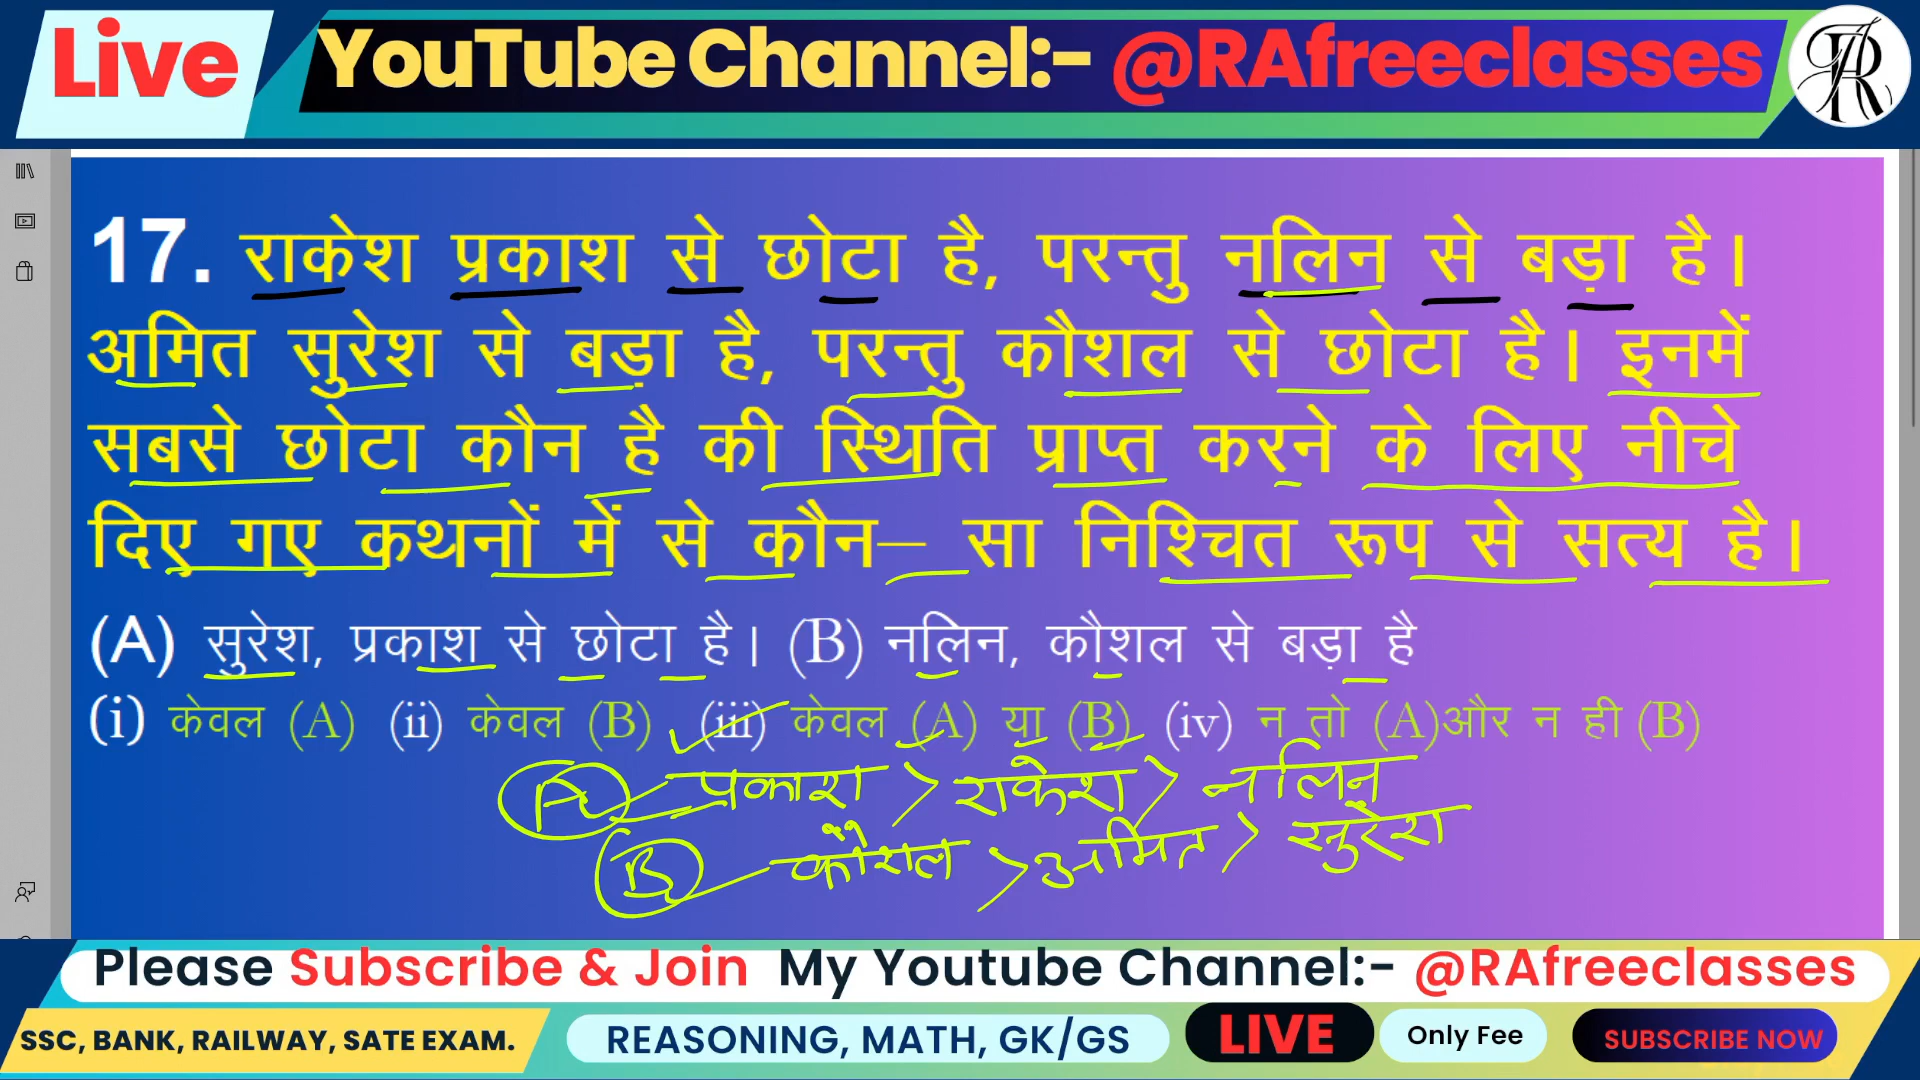 Live
YouTube Channel:- @RAfreeclasses
17. राकेश प्रकाश से छोटा है, परन्तु नलिन से बड़ा है।
अमित सुरेश से बड़ा है, परन्तु कौशल से छोटा है। इनमें
सबसे छोटा कौन है की स्थिति प्राप्त करने के लिए नीचे
दिए गए कथनों में से कौन– सा निश्चित रूप से सत्य है।
(A) सुरेश, प्रकाश से छोटा है। (B) नलिन, कौशल से बड़ा है
(i) केवल (A) (ii) केवल (B) (iii) केवल (A) या (B) (iv) न तो (A)और न ही (B)
(A) प्रकाश > राकेश > नलिन
(B) कौशल > अमित > सुरेश
Please Subscribe & Join My Youtube Channel:- @RAfreeclasses
SSC, BANK, RAILWAY, SATE EXAM. REASONING, MATH, GK/GS LIVE Only Fee SUBSCRIBE NOW